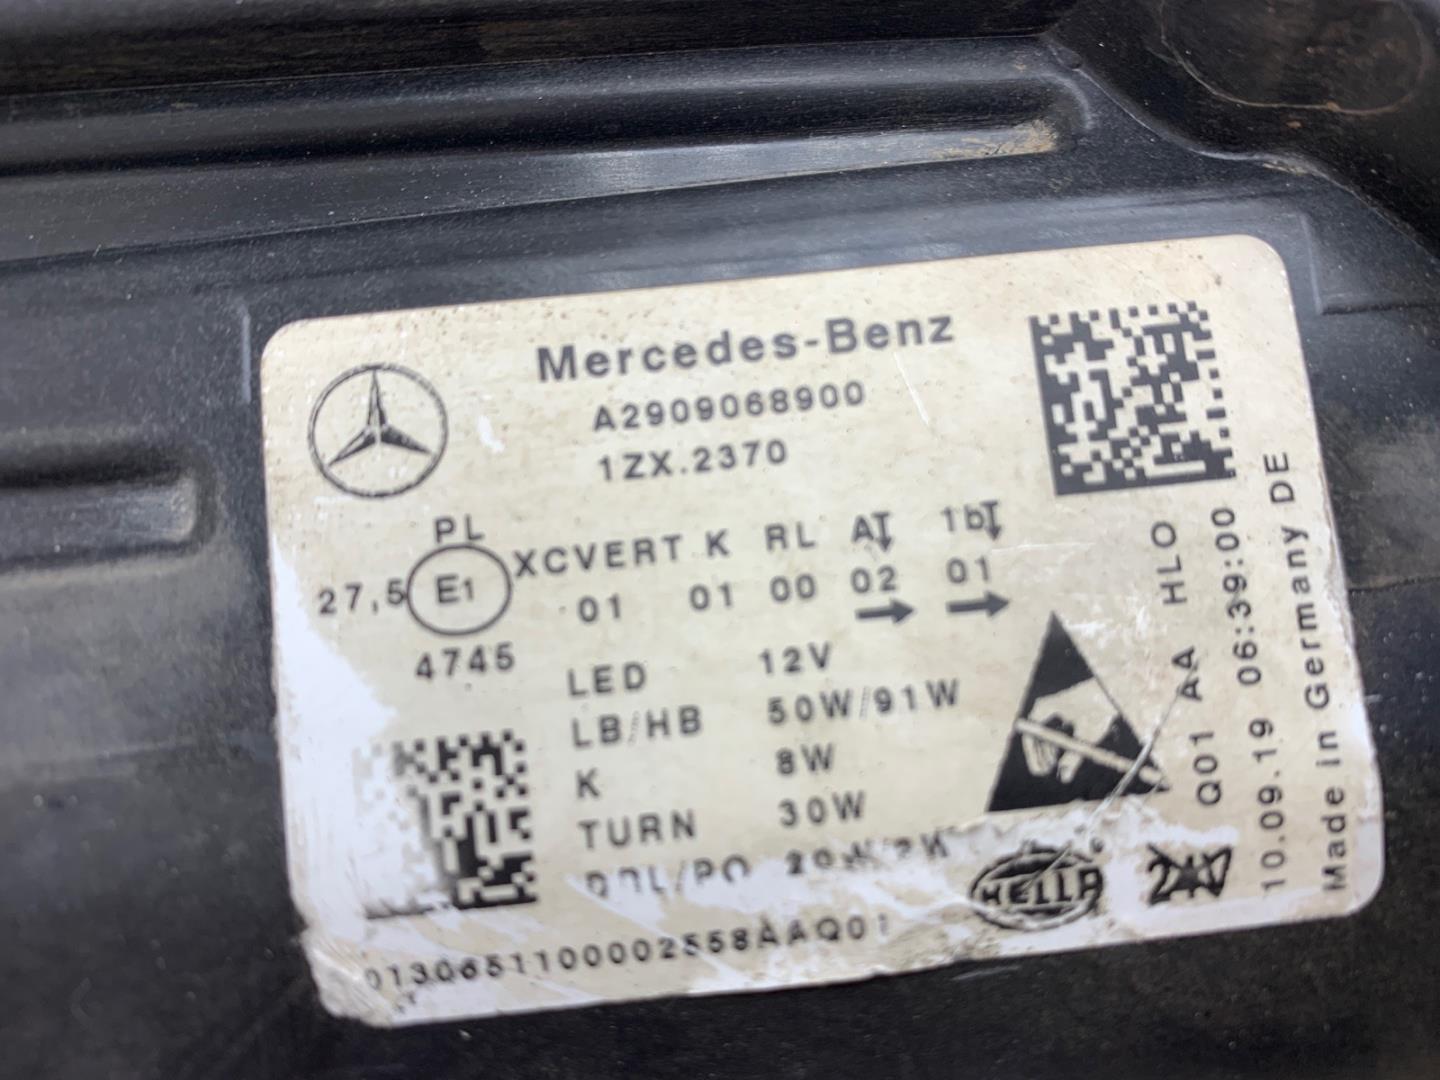 Mercedes-Benz
A2909068900
1ZX.2370
PL
27,5 E1 XCVERT K RL A 1b
01 01 00 02 01
4745
LED 12V
LB/HB 50W/91W
K 8W
TURN 30W
HELLA
0130651100002558AAQ01
Q01 AA HLO
10.09.19 06:39:00
Made in Germany DE